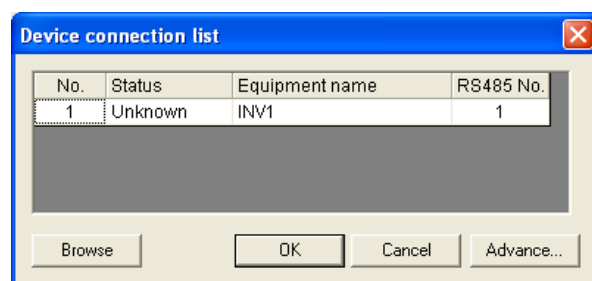 Device connection list
No. Status Equipment name RS485 No.
1 Unknown INV1 1
Browse OK Cancel Advance...